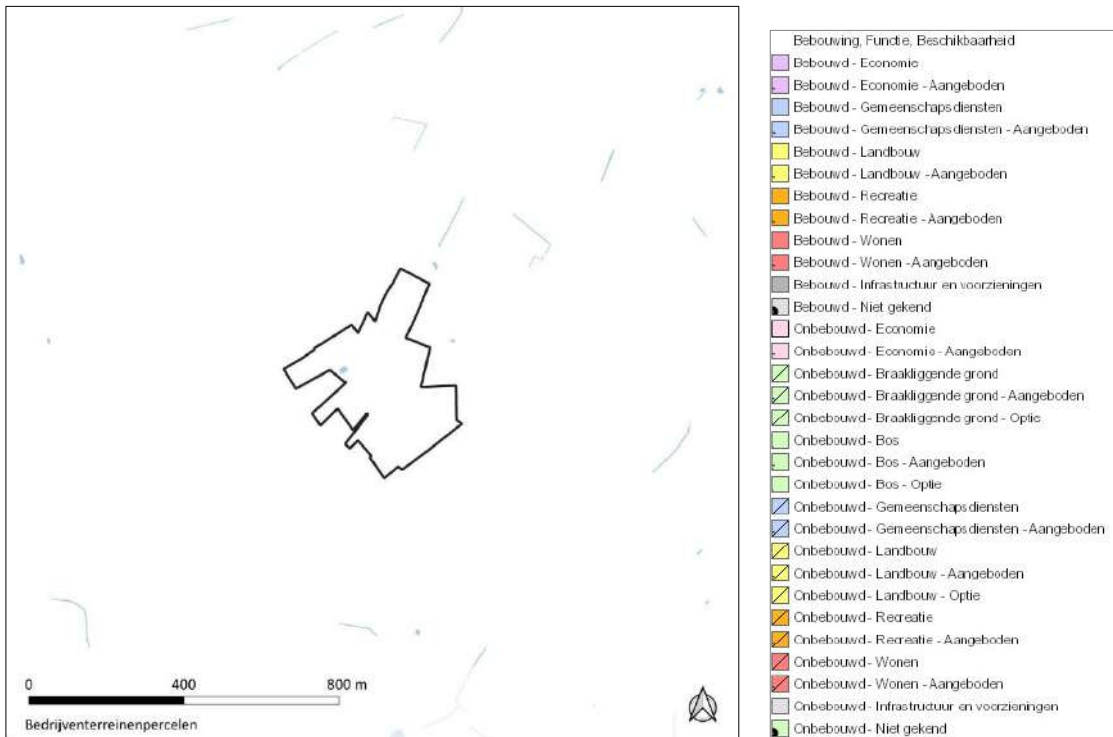 0 400 800 m
Bedrijventerreinenpercelen
Bebouwing, Functie, Beschikbaarheid
Bebouwd - Economie
Bebouwd - Economie - Aangeboden
Bebouwd - Gemeenschapsdiensten
Bebouwd - Gemeenschapsdiensten - Aangeboden
Bebouwd - Landbouw
Bebouwd - Landbouw - Aangeboden
Bebouwd - Recreatie
Bebouwd - Recreatie - Aangeboden
Bebouwd - Wonen
Bebouwd - Wonen - Aangeboden
Bebouwd - Infrastructuur en voorzieningen
Bebouwd - Niet gekend
Onbebouwd - Economie
Onbebouwd - Economie - Aangeboden
Onbebouwd - Braakliggende grond
Onbebouwd - Braakliggende grond - Aangeboden
Onbebouwd - Braakliggende grond - Optie
Onbebouwd - Bos
Onbebouwd - Bos - Aangeboden
Onbebouwd - Bos - Optie
Onbebouwd - Gemeenschapsdiensten
Onbebouwd - Gemeenschapsdiensten - Aangeboden
Onbebouwd - Landbouw
Onbebouwd - Landbouw - Aangeboden
Onbebouwd - Landbouw - Optie
Onbebouwd - Recreatie
Onbebouwd - Recreatie - Aangeboden
Onbebouwd - Wonen
Onbebouwd - Wonen - Aangeboden
Onbebouwd - Infrastructuur en voorzieningen
Onbebouwd - Niet gekend